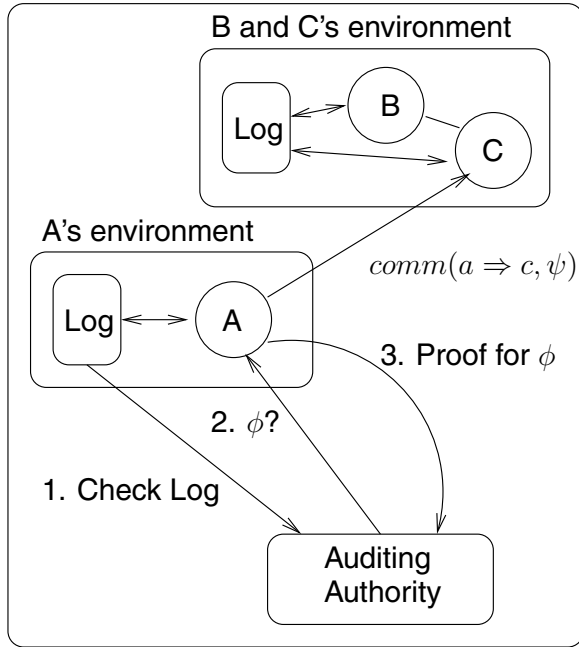 B and C's environment
Log
B
C
A's environment
comm(a ⇒ c, ψ)
Log
A
3. Proof for ϕ
2. ϕ?
1. Check Log
Auditing
Authority